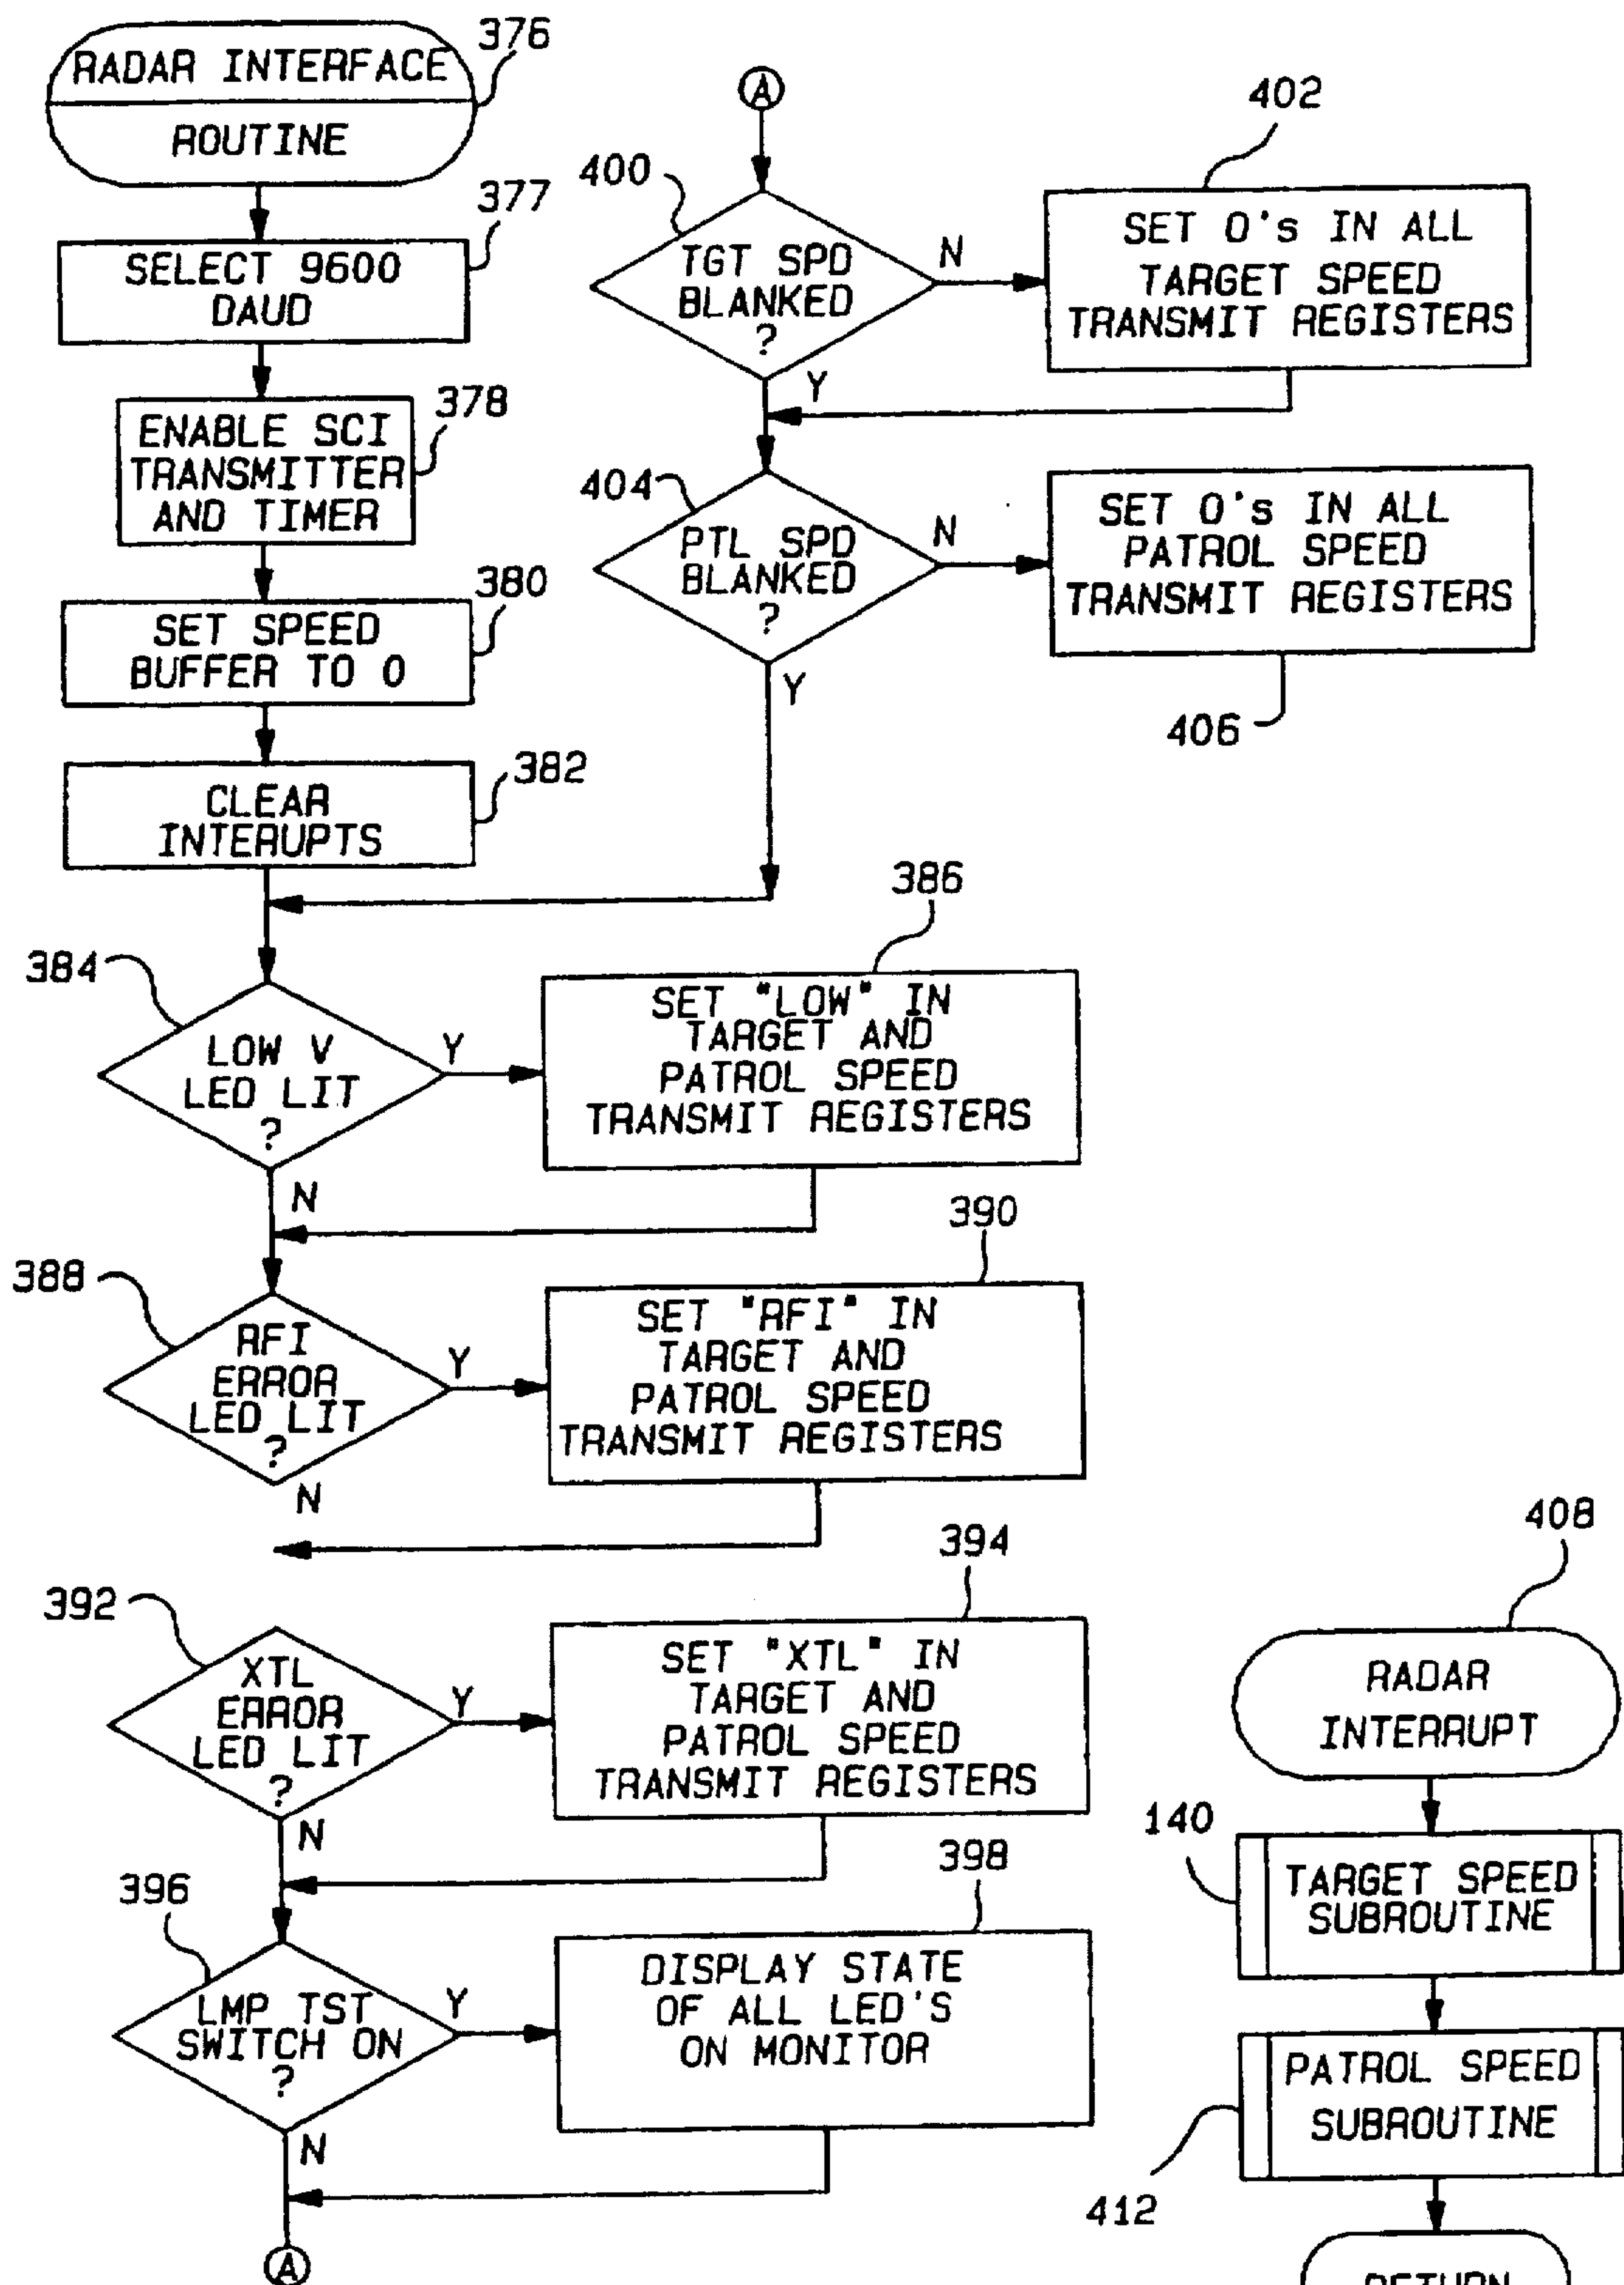 RADAR INTERFACE
ROUTINE
376
SELECT 9600
DAUD
377
ENABLE SCI
TRANSMITTER
AND TIMER
378
SET SPEED
BUFFER TO 0
380
CLEAR
INTERUPTS
382
384
LOW V
LED LIT
?
Y
N
386
SET "LOW" IN
TARGET AND
PATROL SPEED
TRANSMIT REGISTERS
388
RFI
ERROR
LED LIT
?
Y
N
390
SET "RFI" IN
TARGET AND
PATROL SPEED
TRANSMIT REGISTERS
392
XTL
ERROR
LED LIT
?
Y
N
394
SET "XTL" IN
TARGET AND
PATROL SPEED
TRANSMIT REGISTERS
396
LMP TST
SWITCH ON
?
Y
N
398
DISPLAY STATE
OF ALL LED'S
ON MONITOR
A
A
400
TGT SPD
BLANKED
?
N
Y
402
SET 0's IN ALL
TARGET SPEED
TRANSMIT REGISTERS
404
PTL SPD
BLANKED
?
N
Y
SET 0's IN ALL
PATROL SPEED
TRANSMIT REGISTERS
406
408
RADAR
INTERRUPT
140
TARGET SPEED
SUBROUTINE
PATROL SPEED
SUBROUTINE
412
RETURN